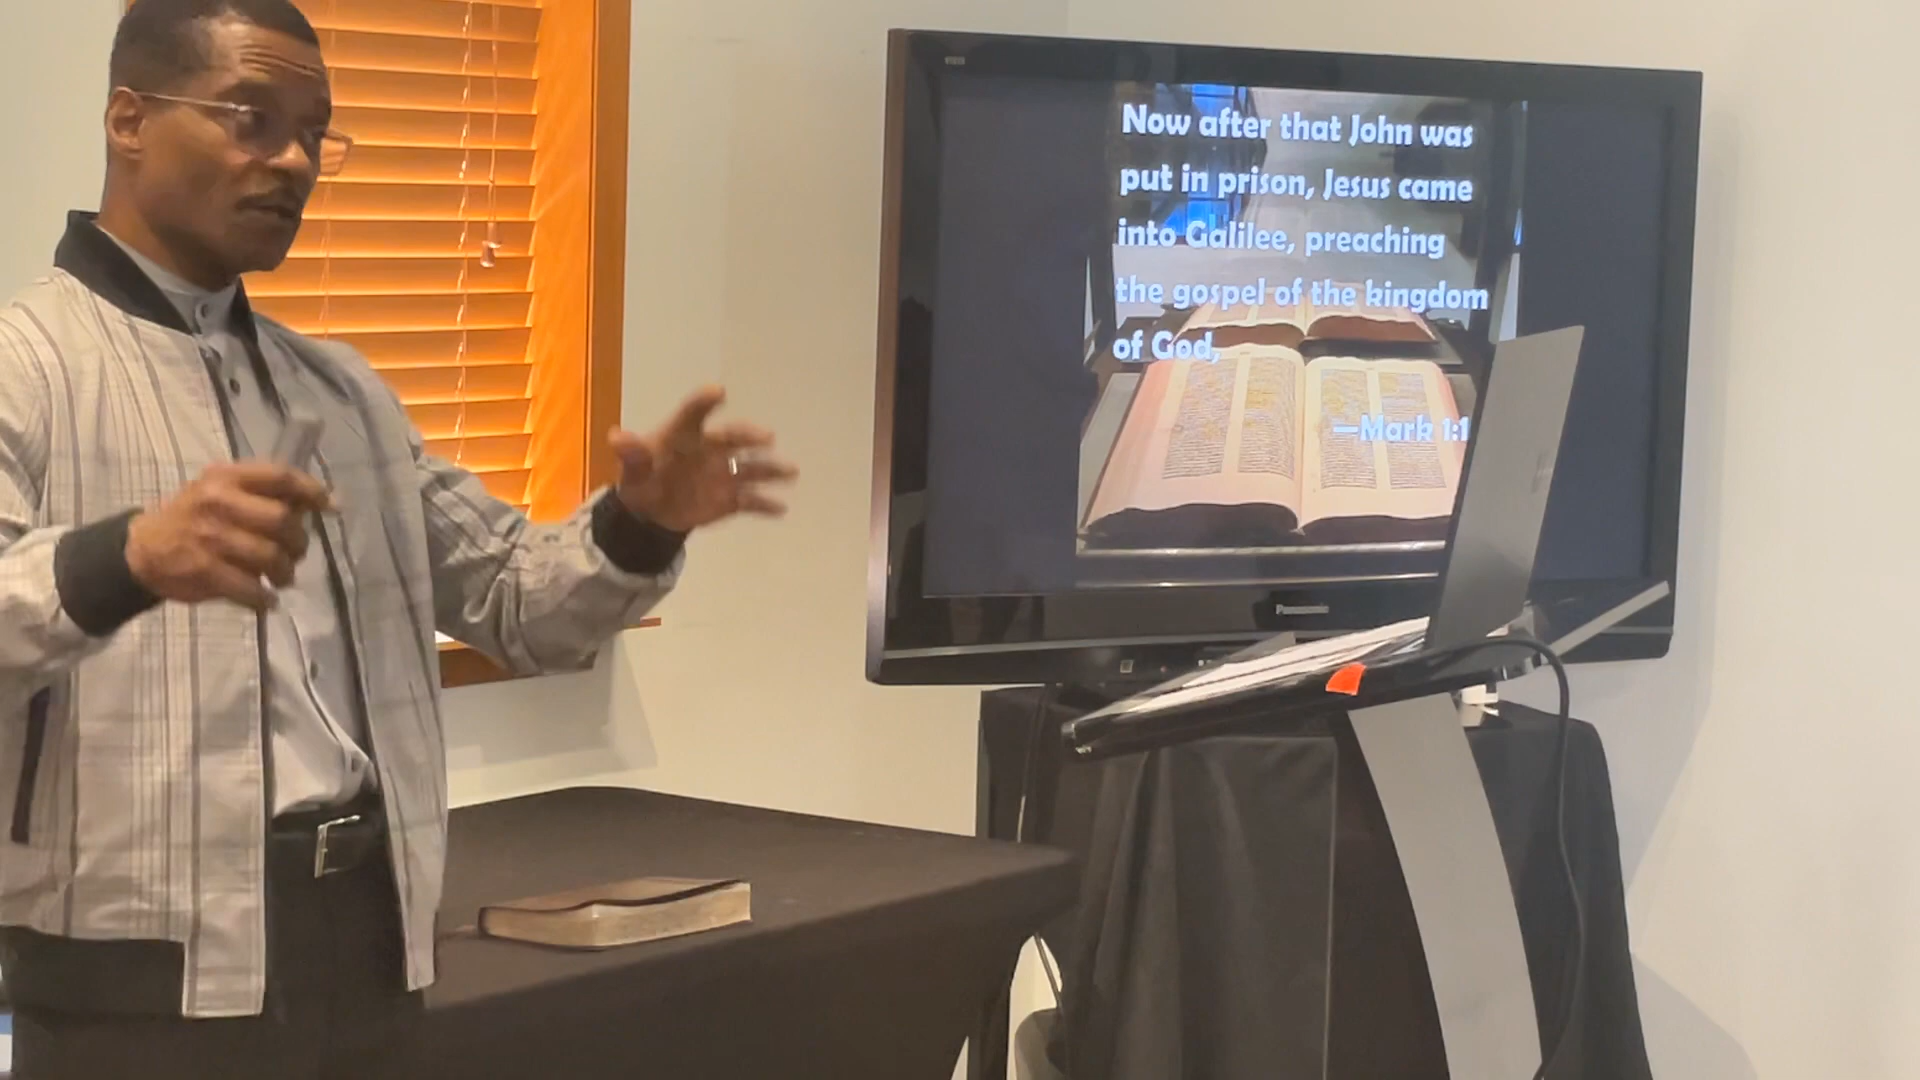 Now after that John was
put in prison, Jesus came
into Galilee, preaching
the gospel of the kingdom
of God,
—Mark 1:1
Panasonic